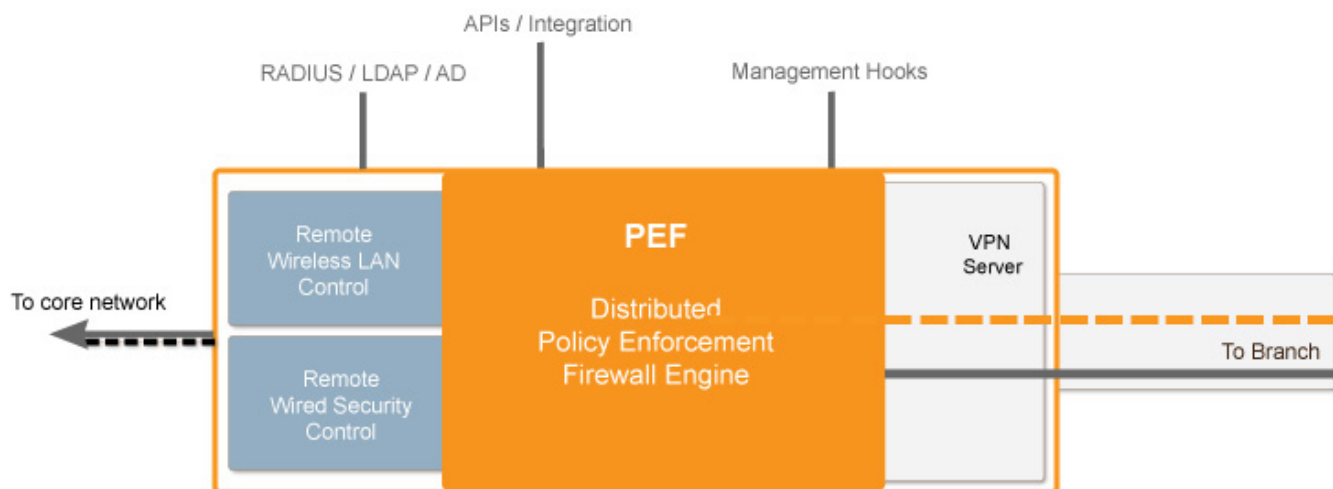 APIs / Integration
RADIUS / LDAP / AD
Management Hooks
Remote
Wireless LAN
Control
PEF
Distributed
Policy Enforcement
Firewall Engine
VPN
Server
To core network
To Branch
Remote
Wired Security
Control